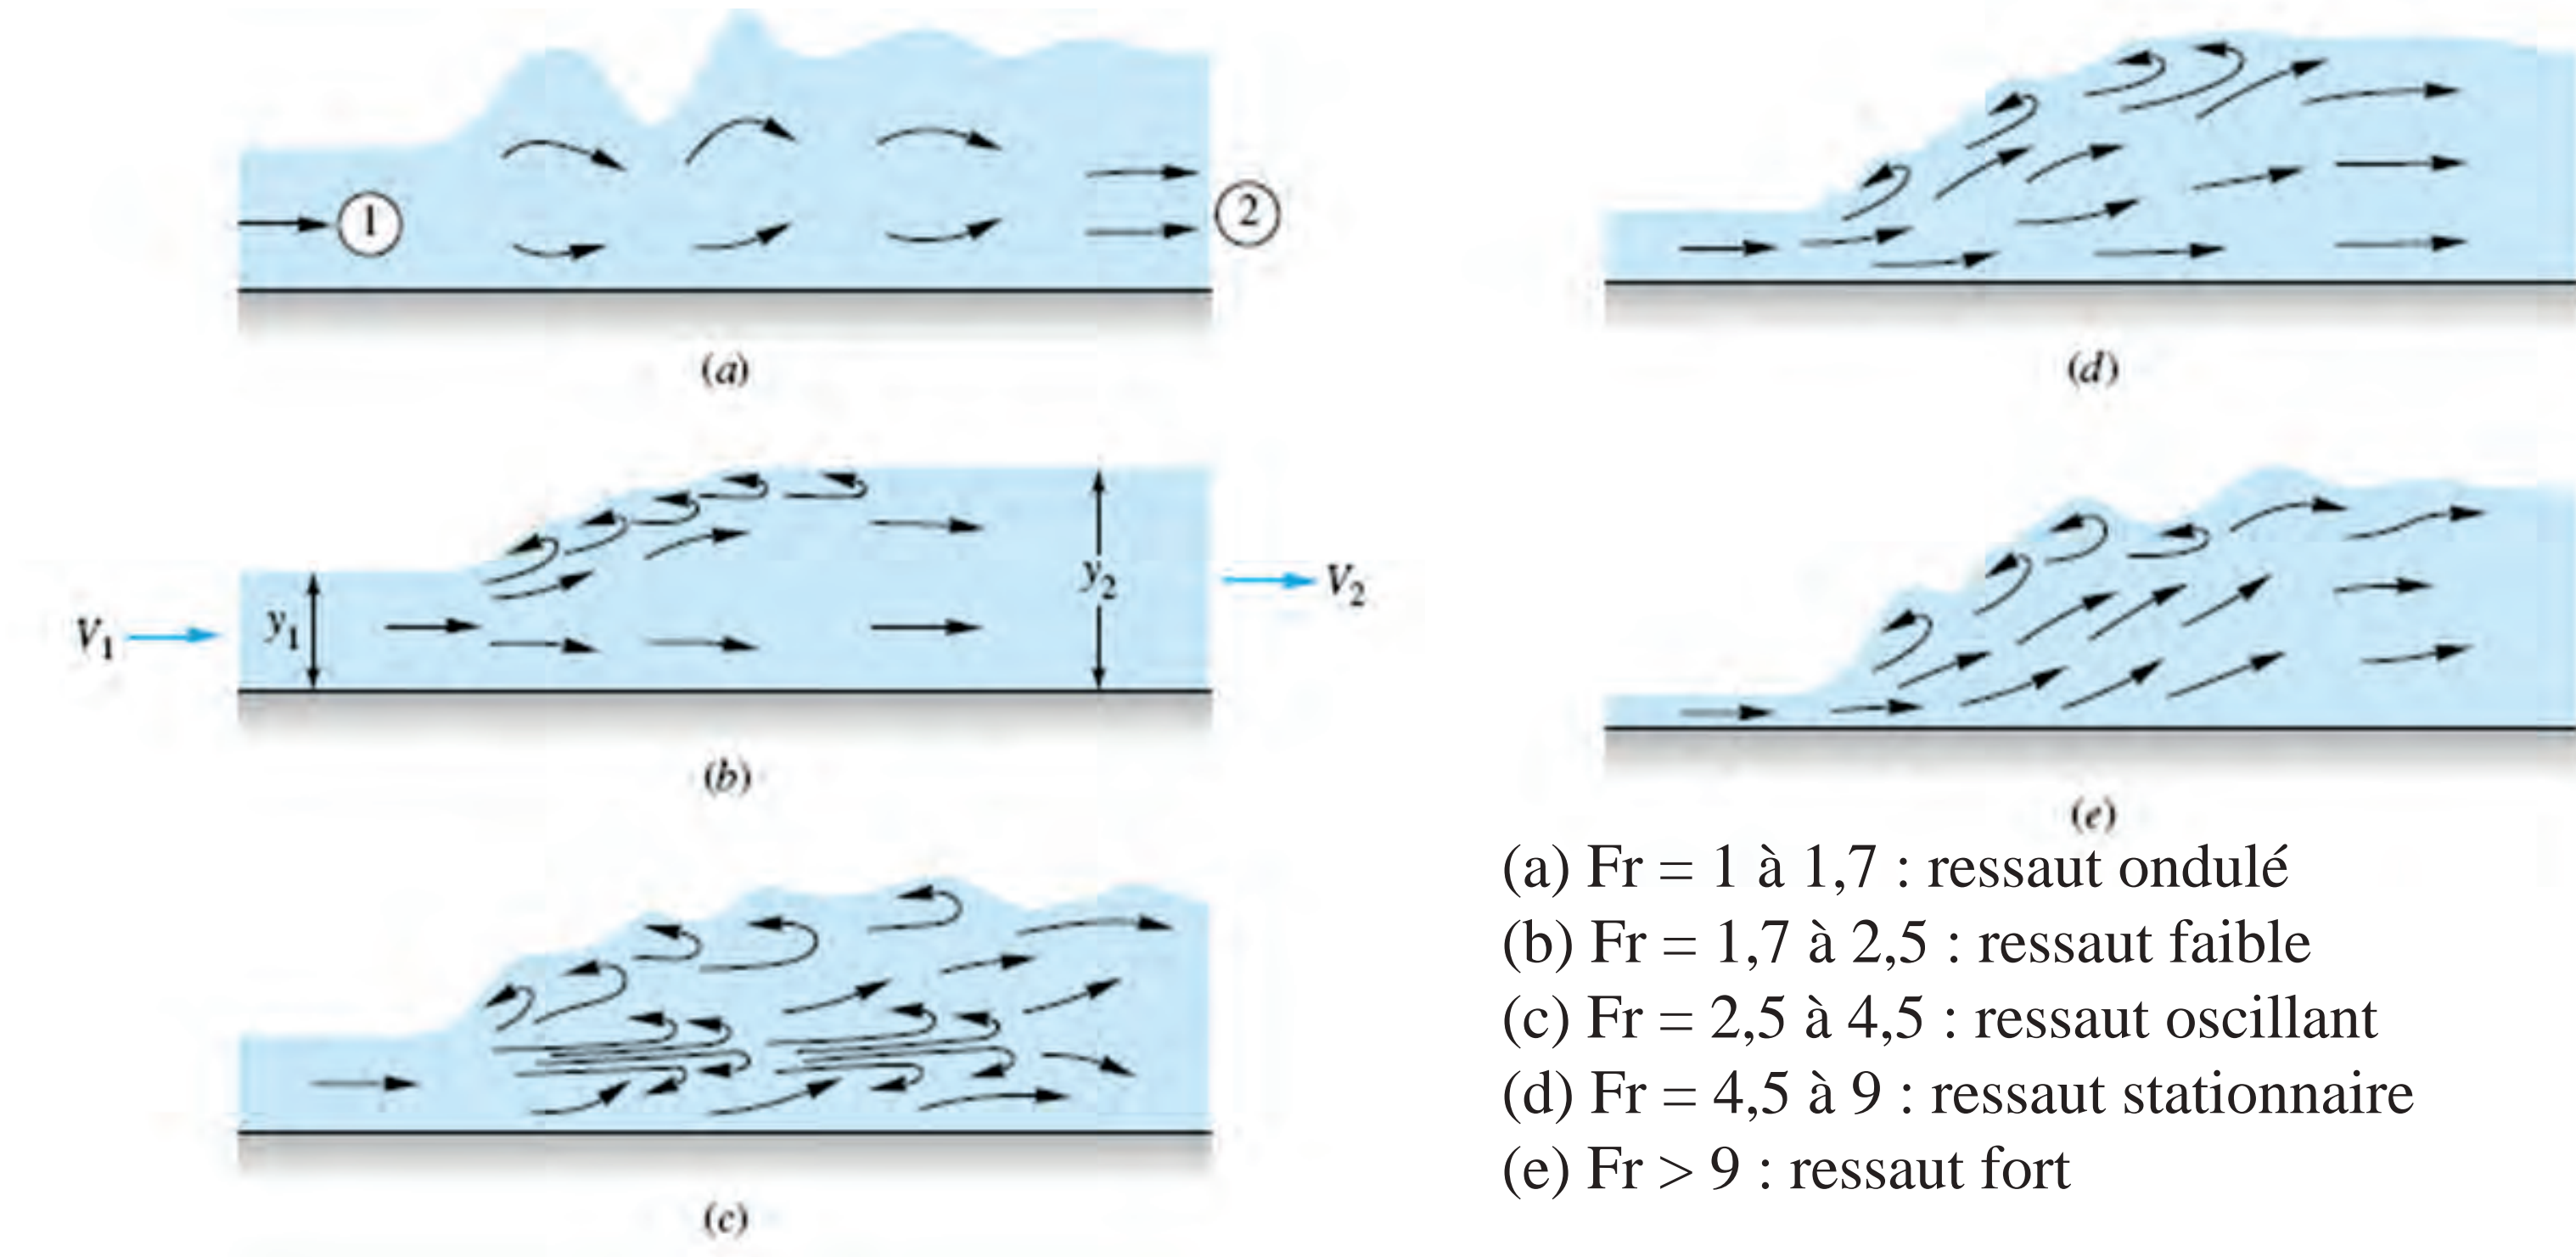 1
2
(a)
V1
y1
y2
V2
(b)
(c)
(d)
(e)
(a) Fr = 1 à 1,7 : ressaut ondulé
(b) Fr = 1,7 à 2,5 : ressaut faible
(c) Fr = 2,5 à 4,5 : ressaut oscillant
(d) Fr = 4,5 à 9 : ressaut stationnaire
(e) Fr > 9 : ressaut fort